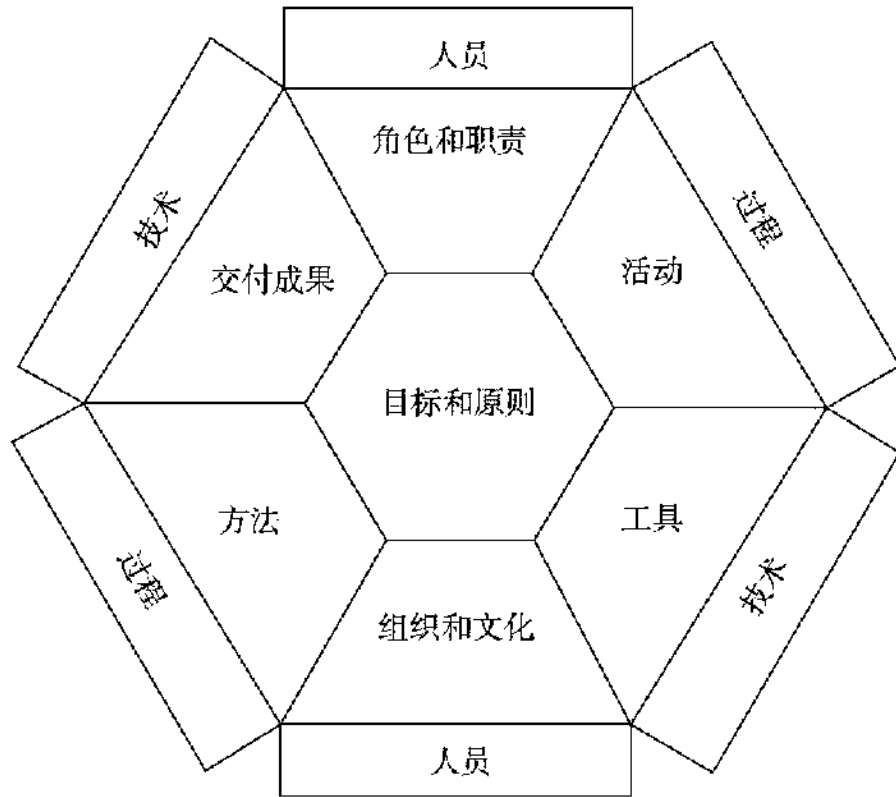 人员
角色和职责
技术
过程
交付成果
活动
目标和原则
方法
工具
过程
技术
组织和文化
人员